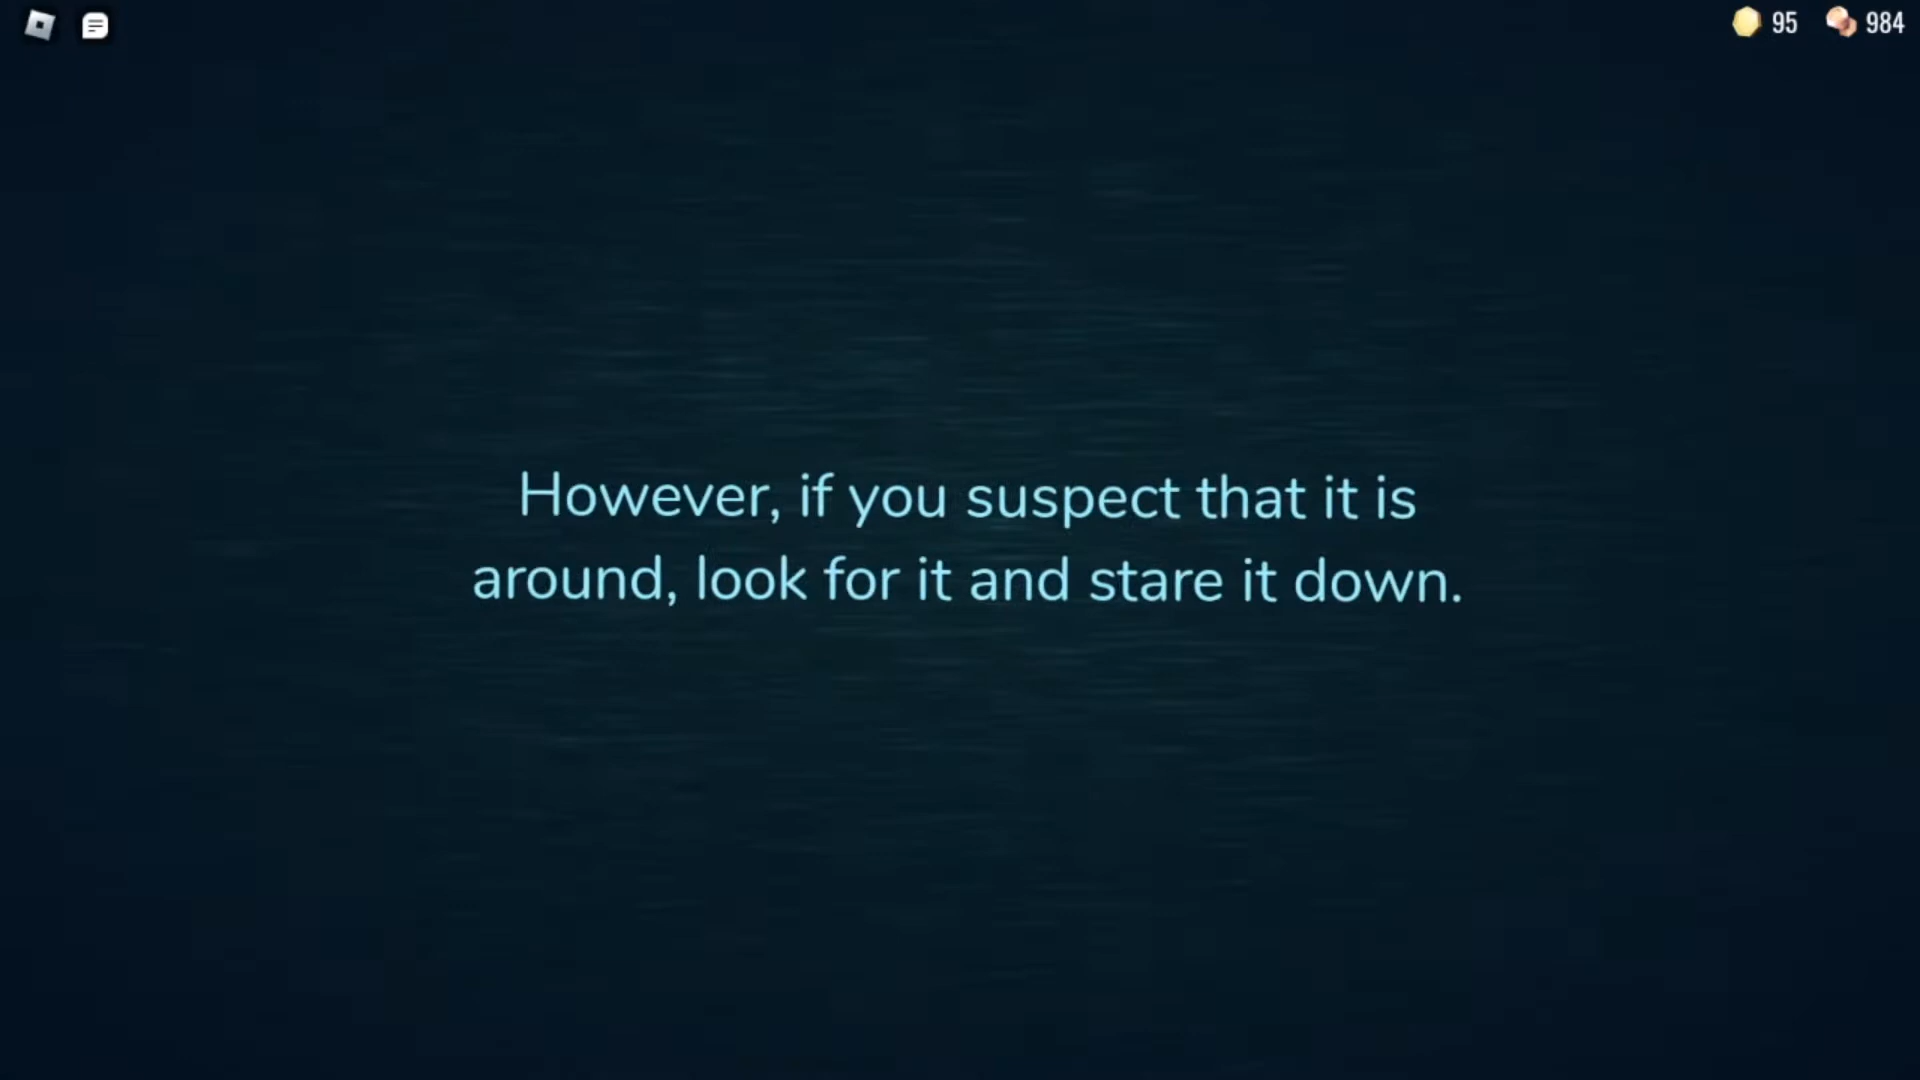 95 984
However, if you suspect that it is
around, look for it and stare it down.